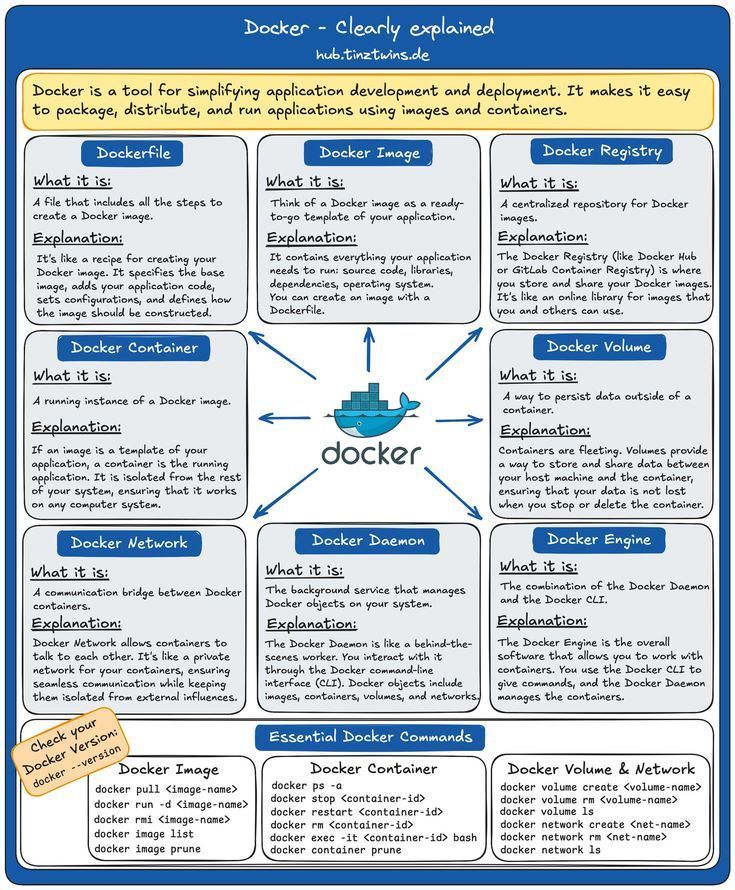 Docker - Clearly explained
hub.tinztwins.de
Docker is a tool for simplifying application development and deployment. It makes it easy
to package, distribute, and run applications using images and containers.
Dockerfile
What it is:
A file that includes all the steps to
create a Docker image.
Explanation:
It's like a recipe for creating your
Docker image. It specifies the base
image, adds your application code,
sets configurations, and defines how
the image should be constructed.
Docker Image
What it is:
Think of a Docker image as a ready-
to-go template of your application.
Explanation:
It contains everything your application
needs to run: source code, libraries,
dependencies, operating system.
You can create an image with a
Dockerfile.
Docker Registry
What it is:
A centralized repository for Docker
images.
Explanation:
The Docker Registry (like Docker Hub
or GitLab Container Registry) is where
you store and share your Docker images.
It's like an online library for images that
you and others can use.
Docker Container
What it is:
A running instance of a Docker image.
Explanation:
If an image is a template of your
application, a container is the running
application. It is isolated from the rest
of your system, ensuring that it works
on any computer system.
docker
Docker Volume
What it is:
A way to persist data outside of a
container.
Explanation:
Containers are fleeting. Volumes provide
a way to store and share data between
your host machine and the container,
ensuring that your data is not lost
when you stop or delete the container.
Docker Network
What it is:
A communication bridge between Docker
containers.
Explanation:
Docker Network allows containers to
talk to each other. It's like a private
network for your containers, ensuring
seamless communication while keeping
them isolated from external influences.
Docker Daemon
What it is:
The background service that manages
Docker objects on your system.
Explanation:
The Docker Daemon is like a behind-the-
scenes worker. You interact with it
through the Docker command-line
interface (CLI). Docker objects include
images, containers, volumes, and networks.
Docker Engine
What it is:
The combination of the Docker Daemon
and the Docker CLI.
Explanation:
The Docker Engine is the overall
software that allows you to work with
containers. You use the Docker CLI to
give commands, and the Docker Daemon
manages the containers.
Check your
Docker Version:
docker --version
Essential Docker Commands
Docker Image
docker pull <image-name>
docker run -d <image-name>
docker rmi <image-name>
docker image list
docker image prune
Docker Container
docker ps -a
docker stop <container-id>
docker restart <container-id>
docker rm <container-id>
docker exec -it <container-id> bash
docker container prune
Docker Volume & Network
docker volume create <volume-name>
docker volume rm <volume-name>
docker volume ls
docker network create <net-name>
docker network rm <net-name>
docker network ls